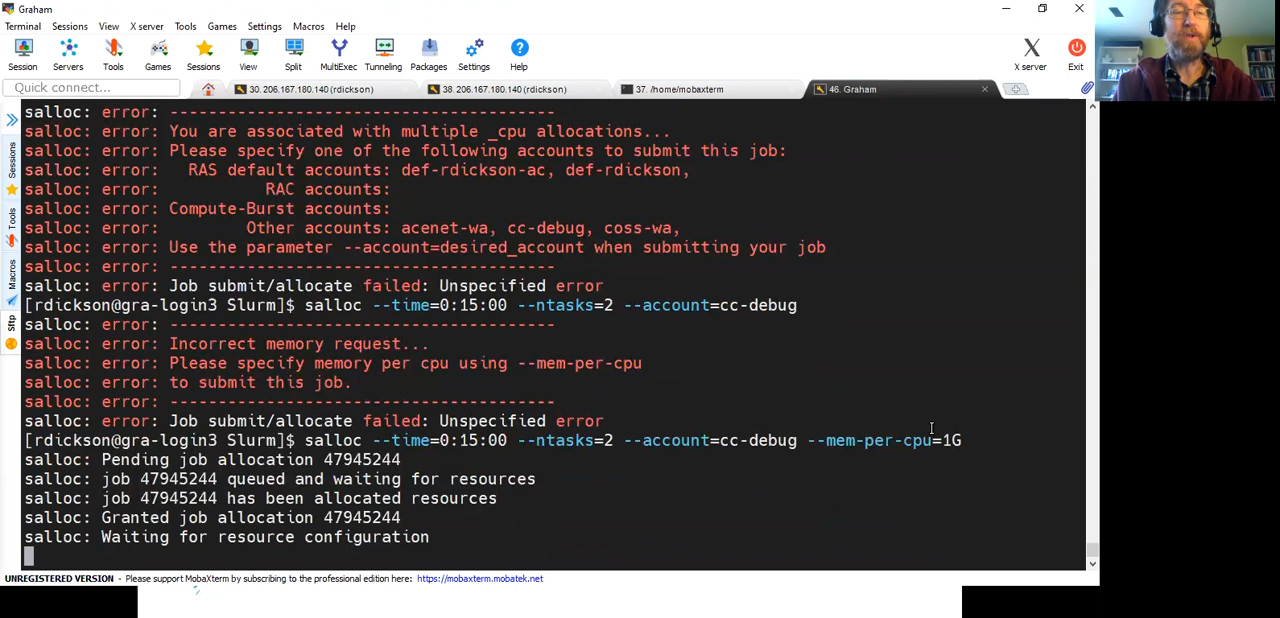 Graham
Terminal Sessions View X server Tools Games Settings Macros Help
Session Servers Tools Games Sessions View Split MultiExec Tunneling Packages Settings Help X server Exit
Quick connect...
30. 206.167.180.140 (rdickson) 38. 206.167.180.140 (rdickson) 37. /home/mobaxterm 46. Graham
Sessions
Tools
Macros
Sftp
salloc: error: -----------------------------------------------
salloc: error: You are associated with multiple _cpu allocations...
salloc: error: Please specify one of the following accounts to submit this job:
salloc: error:   RAS default accounts: def-rdickson-ac, def-rdickson,
salloc: error:           RAC accounts:
salloc: error: Compute-Burst accounts:
salloc: error:         Other accounts: acenet-wa, cc-debug, coss-wa,
salloc: error: Use the parameter --account=desired_account when submitting your job
salloc: error: -----------------------------------------------
salloc: error: Job submit/allocate failed: Unspecified error
[rdickson@gra-login3 Slurm]$ salloc --time=0:15:00 --ntasks=2 --account=cc-debug
salloc: error: -----------------------------------------------
salloc: error: Incorrect memory request...
salloc: error: Please specify memory per cpu using --mem-per-cpu
salloc: error: to submit this job.
salloc: error: -----------------------------------------------
salloc: error: Job submit/allocate failed: Unspecified error
[rdickson@gra-login3 Slurm]$ salloc --time=0:15:00 --ntasks=2 --account=cc-debug --mem-per-cpu=1G
salloc: Pending job allocation 47945244
salloc: job 47945244 queued and waiting for resources
salloc: job 47945244 has been allocated resources
salloc: Granted job allocation 47945244
salloc: Waiting for resource configuration
UNREGISTERED VERSION - Please support MobaXterm by subscribing to the professional edition here: https://mobaxterm.mobatek.net